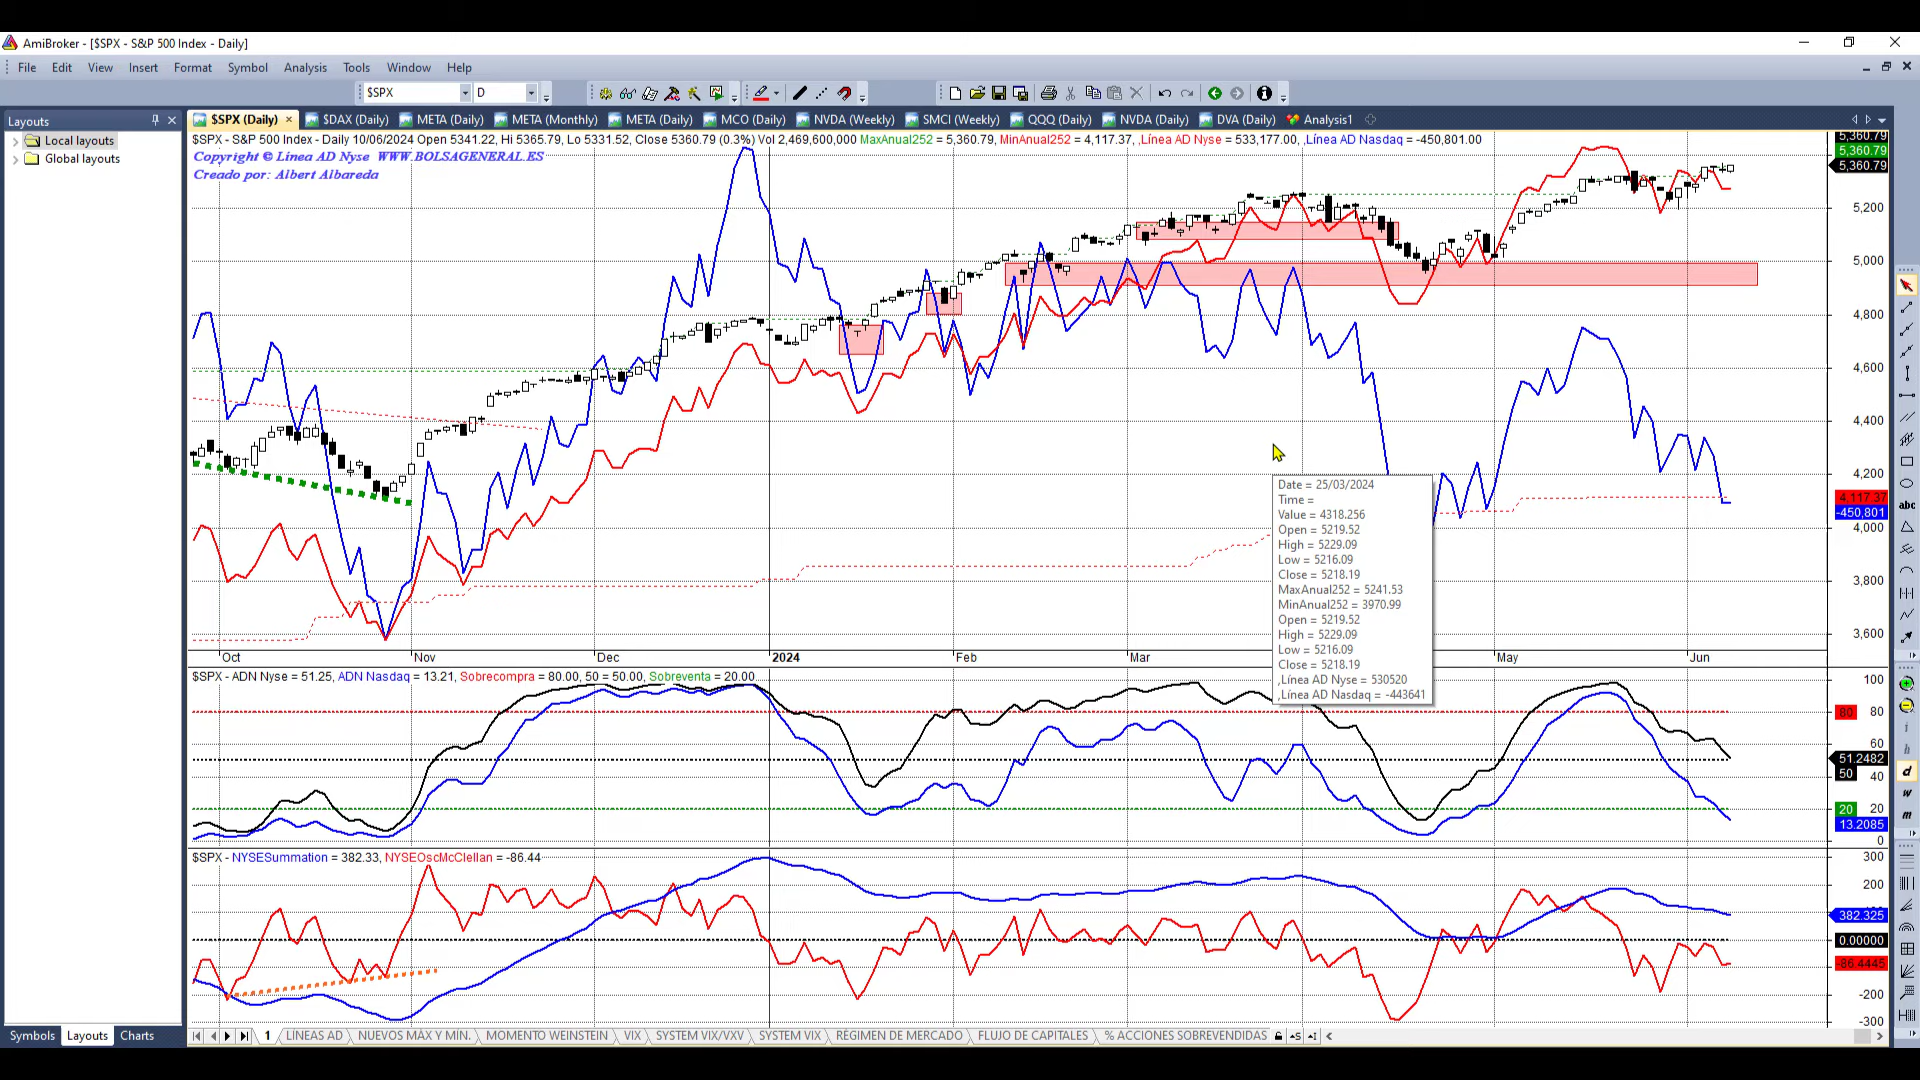 AmiBroker - [$SPX - S&P 500 Index - Daily]
File Edit View Insert Format Symbol Analysis Tools Window Help
$SPX D
Layouts
Local layouts
Global layouts
$SPX (Daily) × $DAX (Daily) META (Daily) META (Monthly) META (Daily) MCO (Daily) NVDA (Weekly) SMCI (Weekly) QQQ (Daily) NVDA (Daily) DVA (Daily) Analysis1
$SPX - S&P 500 Index - Daily 10/06/2024 Open 5341.22, Hi 5365.79, Lo 5331.52, Close 5360.79 (0.3%) Vol 2,469,600,000 MaxAnual252 = 5,360.79, MinAnual252 = 4,117.37, ,Línea AD Nyse = 533,177.00, ,Línea AD Nasdaq = -450,801.00
Copyright © Linea AD Nyse WWW.BOLSAGENERAL.ES
Creado por: Albert Albareda
5,360.79
5,360.79
5,360.79
5,200
5,000
4,800
4,600
4,400
4,200
4,117.37
-450,801
4,000
3,800
3,600
Date = 25/03/2024
Time =
Value = 4318.256
Open = 5219.52
High = 5229.09
Low = 5216.09
Close = 5218.19
MaxAnual252 = 5241.53
MinAnual252 = 3970.99
Open = 5219.52
High = 5229.09
Low = 5216.09
Close = 5218.19
,Línea AD Nyse = 530520
,Línea AD Nasdaq = -443641
Oct Nov Dec 2024 Feb Mar May Jun
$SPX - ADN Nyse = 51.25, ADN Nasdaq = 13.21, Sobrecompra = 80.00, 50 = 50.00, Sobreventa = 20.00
100
80 80
60
51.2482
50
40
20 20
13.2085
0
$SPX - NYSESummation = 382.33, NYSEOscMcClellan = -86.44
300
200
382.325
0.00000
-86.4445
-200
-300
abc
i
h
d
w
m
Symbols Layouts Charts
1 LÍNEAS AD NUEVOS MÁX Y MÍN. MOMENTO WEINSTEIN VIX SYSTEM VIX/VXV SYSTEM VIX RÉGIMEN DE MERCADO FLUJO DE CAPITALES % ACCIONES SOBREVENDIDAS